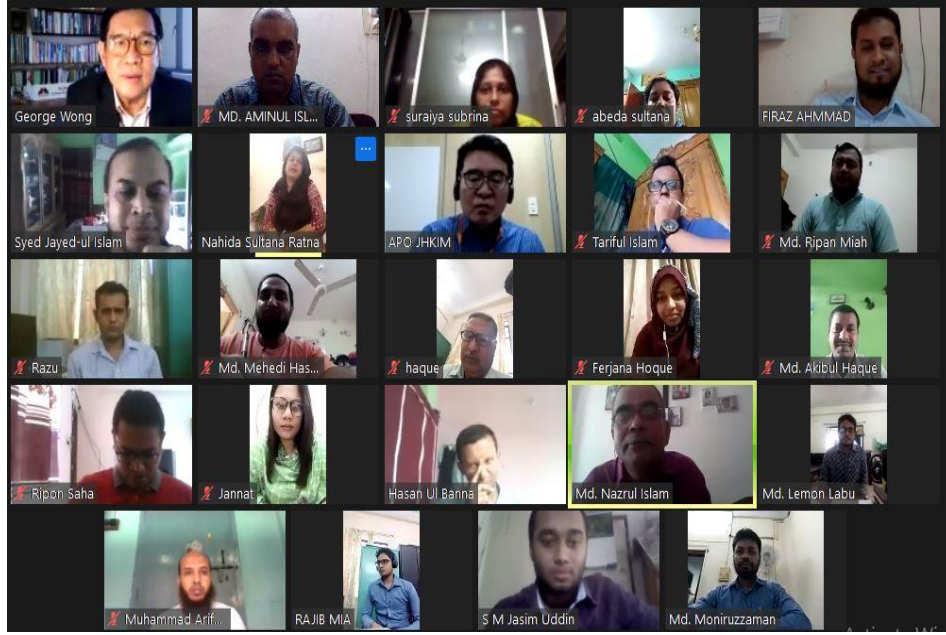 George Wong
MD. AMINUL ISL...
suraiya subrina
abeda sultana
FIRAZ AHMMAD
Syed Jayed-ul Islam
Nahida Sultana Ratna
APO JHKIM
Tariful Islam
Md. Ripan Miah
Razu
Md. Mehedi Has...
haque
Ferjana Hoque
Md. Akibul Haque
Ripon Saha
Jannat
Hasan Ul Banna
Md. Nazrul Islam
Md. Lemon Labu
Muhammad Arif...
RAJIB MIA
S M Jasim Uddin
Md. Moniruzzaman